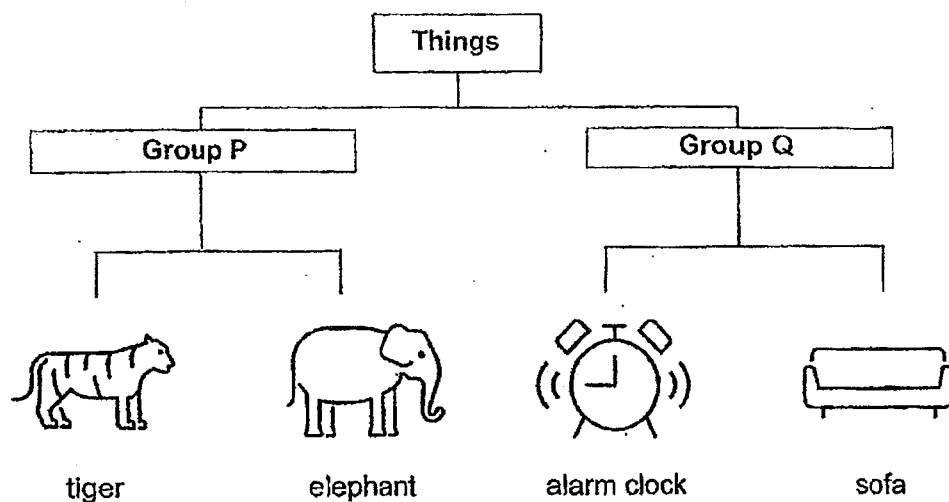 Things
Group P
Group Q
tiger
elephant
alarm clock
sofa